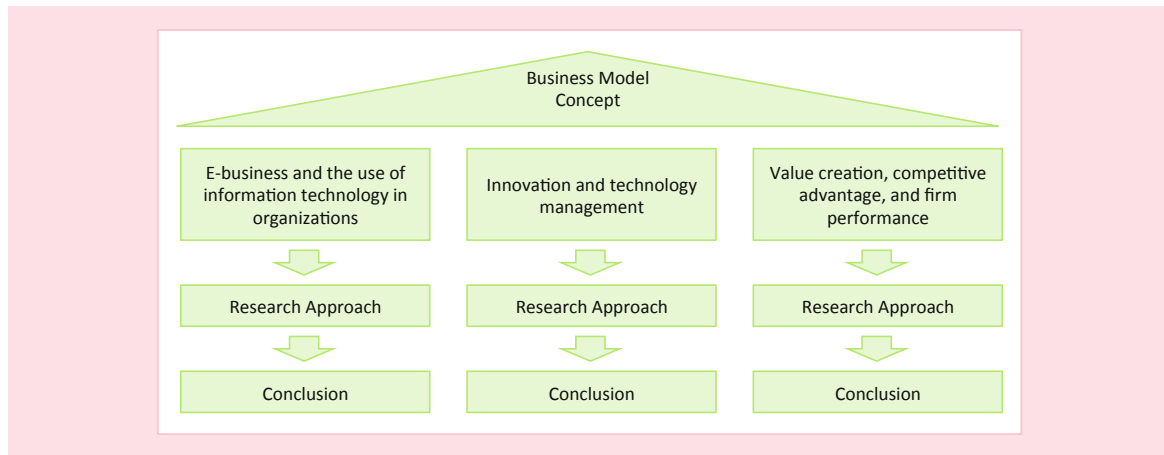 Business Model
Concept
E-business and the use of
information technology in
organizations
Innovation and technology
management
Value creation, competitive
advantage, and firm
performance
Research Approach
Research Approach
Research Approach
Conclusion
Conclusion
Conclusion